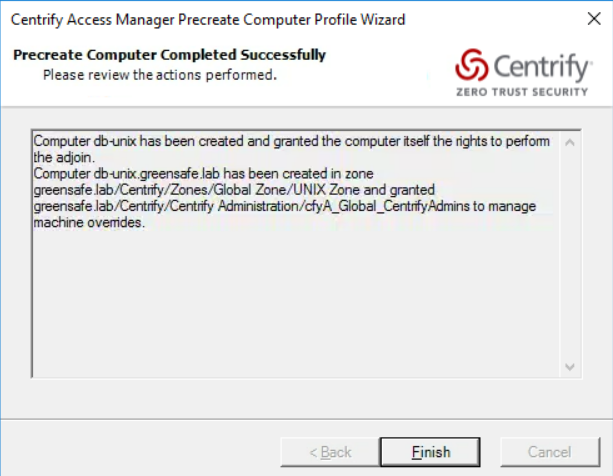 Centrify Access Manager Precreate Computer Profile Wizard
Precreate Computer Completed Successfully
Please review the actions performed.
Centrify
ZERO TRUST SECURITY
Computer db-unix has been created and granted the computer itself the rights to perform
the adjoin.
Computer db-unix.greensafe.lab has been created in zone
greensafe.lab/Centrify/Zones/Global Zone/UNIX Zone and granted
greensafe.lab/Centrify/Centrify Administration/cfyA_Global_CentrifyAdmins to manage
machine overrides.
< Back
Finish
Cancel